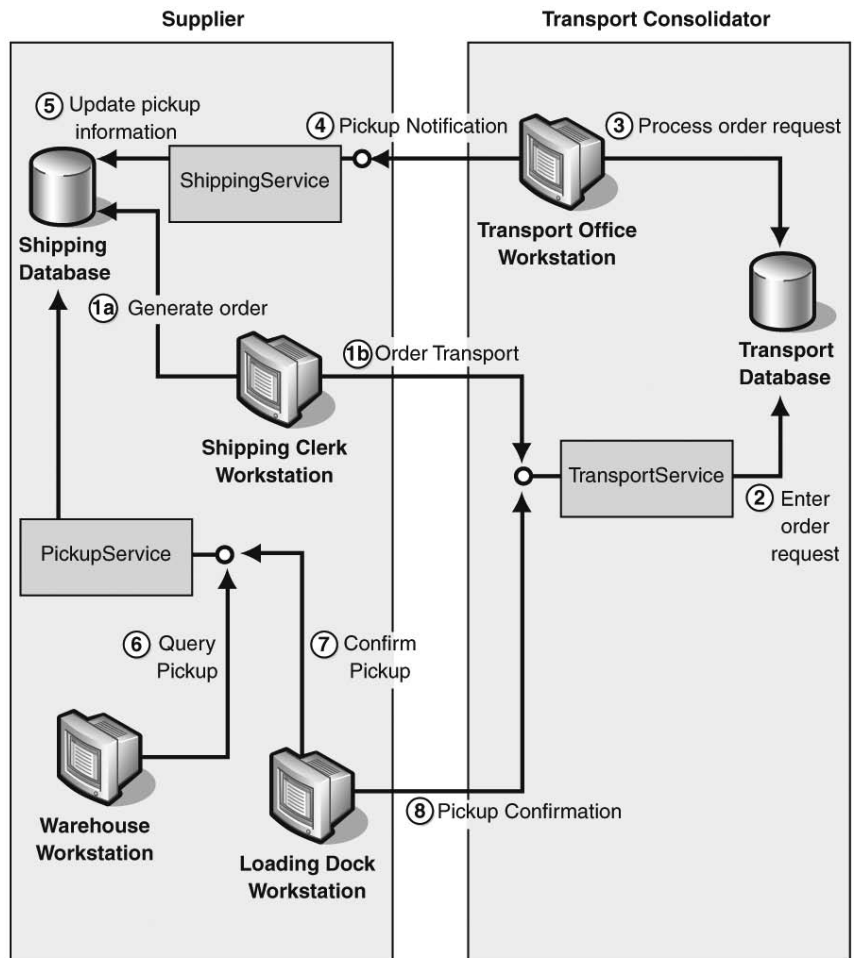 Supplier
Transport Consolidator
5 Update pickup
information
4 Pickup Notification
3 Process order request
ShippingService
Shipping
Database
Transport Office
Workstation
1a Generate order
1b Order Transport
Transport
Database
Shipping Clerk
Workstation
TransportService
2 Enter
order
request
PickupService
6 Query
Pickup
7 Confirm
Pickup
8 Pickup Confirmation
Warehouse
Workstation
Loading Dock
Workstation